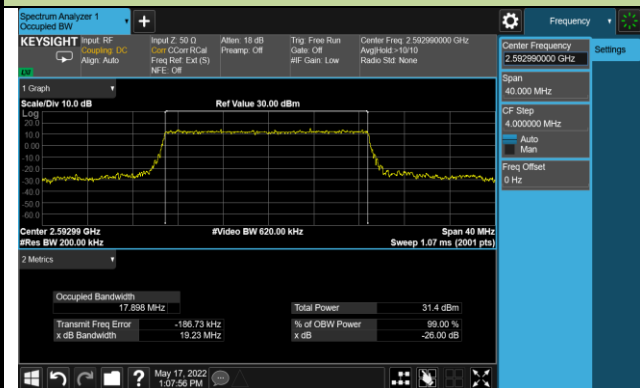 Spectrum Analyzer 1
Occupied BW
Frequency
KEYSIGHT
Input: RF
Coupling: DC
Align: Auto
Input Z: 50 Ω
Corr CCorr RCal
Freq Ref: Ext (S)
NFE: Off
Atten: 18 dB
Preamp: Off
Trig: Free Run
Gate: Off
#IF Gain: Low
Center Freq: 2.592990000 GHz
Avg|Hold:>10/10
Radio Std: None
1 Graph
Scale/Div 10.0 dB
Ref Value 30.00 dBm
Log
20.0
10.0
0.00
-10.0
-20.0
-30.0
-40.0
-50.0
-60.0
Center 2.59299 GHz
#Video BW 620.00 kHz
Span 40 MHz
#Res BW 200.00 kHz
Sweep 1.07 ms (2001 pts)
2 Metrics
Occupied Bandwidth
17.898 MHz
Total Power
31.4 dBm
Transmit Freq Error
-186.73 kHz
% of OBW Power
99.00 %
x dB Bandwidth
19.23 MHz
x dB
-26.00 dB
May 17, 2022
1:07:56 PM
Center Frequency
2.592990000 GHz
Settings
Span
40.000 MHz
CF Step
4.000000 MHz
Auto
Man
Freq Offset
0 Hz